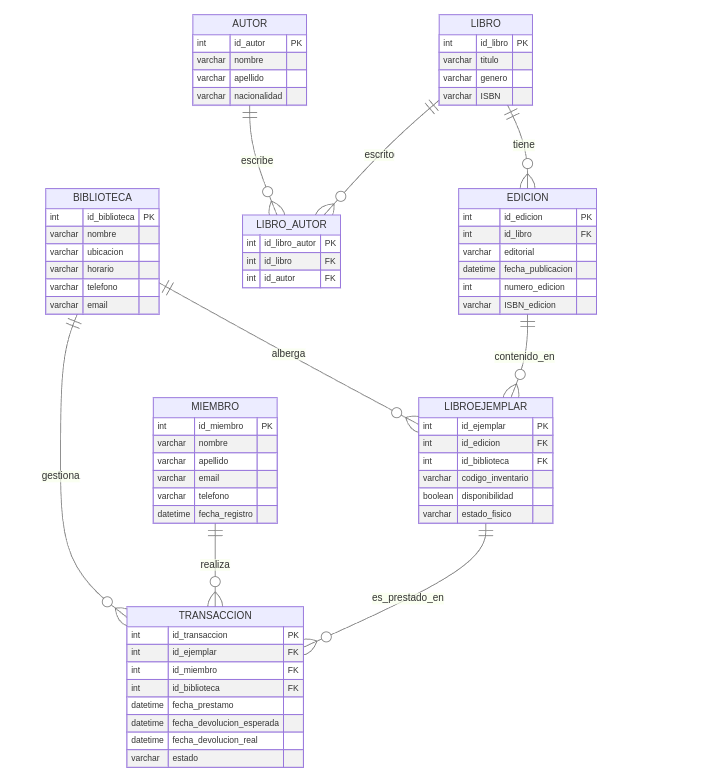 AUTOR
int id_autor PK
varchar nombre
varchar apellido
varchar nacionalidad
LIBRO
int id_libro PK
varchar titulo
varchar genero
varchar ISBN
escribe
escrito
tiene
BIBLIOTECA
int id_biblioteca PK
varchar nombre
varchar ubicacion
varchar horario
varchar telefono
varchar email
LIBRO_AUTOR
int id_libro_autor PK
int id_libro FK
int id_autor FK
EDICION
int id_edicion PK
int id_libro FK
varchar editorial
datetime fecha_publicacion
int numero_edicion
varchar ISBN_edicion
alberga
contenido_en
MIEMBRO
int id_miembro PK
varchar nombre
varchar apellido
varchar email
varchar telefono
datetime fecha_registro
LIBROEJEMPLAR
int id_ejemplar PK
int id_edicion FK
int id_biblioteca FK
varchar codigo_inventario
boolean disponibilidad
varchar estado_fisico
gestiona
realiza
es_prestado_en
TRANSACCION
int id_transaccion PK
int id_ejemplar FK
int id_miembro FK
int id_biblioteca FK
datetime fecha_prestamo
datetime fecha_devolucion_esperada
datetime fecha_devolucion_real
varchar estado